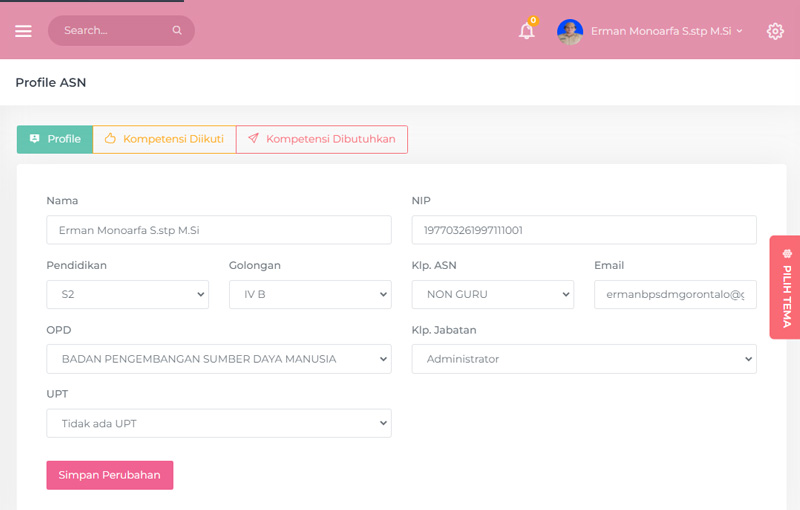 Search...
0
Erman Monoarfa S.stp M.Si
Profile ASN
Profile
Kompetensi Diikuti
Kompetensi Dibutuhkan
Nama
NIP
Erman Monoarfa S.stp M.Si
197703261997111001
Pendidikan
Golongan
Klp. ASN
Email
S2
IV B
NON GURU
ermanbpsdmgorontalo@g
OPD
Klp. Jabatan
BADAN PENGEMBANGAN SUMBER DAYA MANUSIA
Administrator
UPT
Tidak ada UPT
Simpan Perubahan
PILIH TEMA